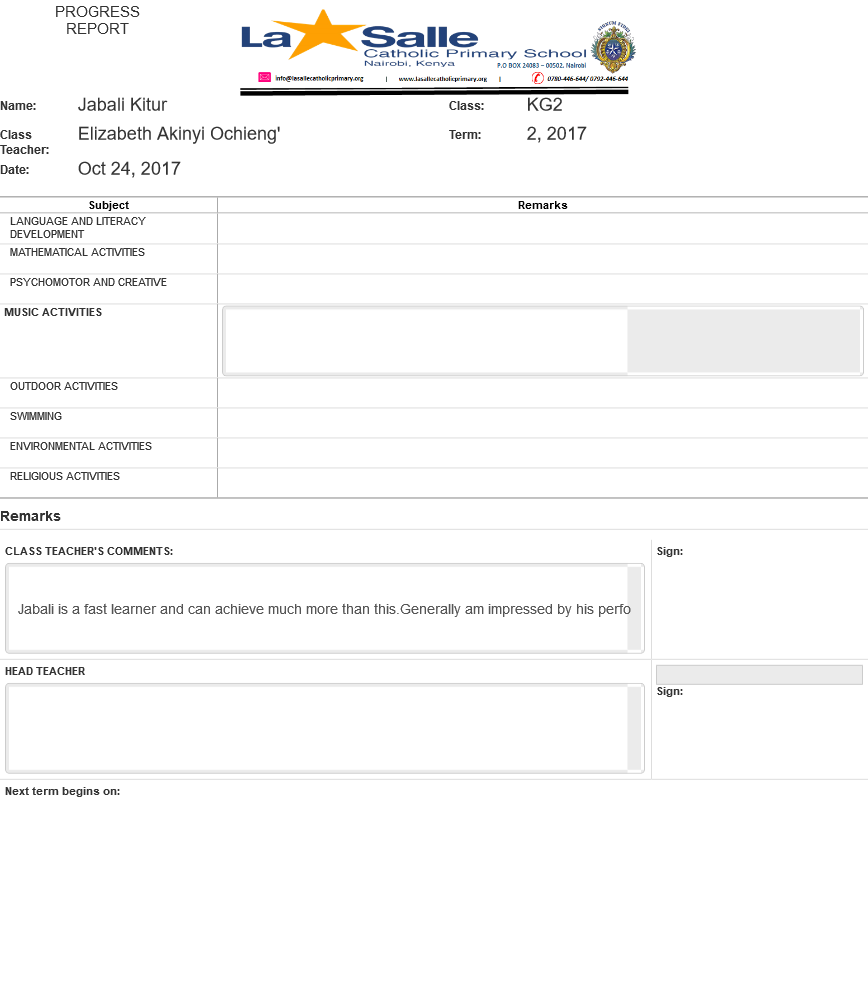 PROGRESS
REPORT
La Salle
Catholic Primary School
Nairobi, Kenya
P.O BOX 24083 – 00502, Nairobi
info@lasallecatholicprimary.org | www.lasallecatholicprimary.org | 0780-446-644/ 0792-446-644
Name: Jabali Kitur Class: KG2
Class Teacher: Elizabeth Akinyi Ochieng' Term: 2, 2017
Date: Oct 24, 2017
Subject Remarks
LANGUAGE AND LITERACY
DEVELOPMENT
MATHEMATICAL ACTIVITIES
PSYCHOMOTOR AND CREATIVE
MUSIC ACTIVITIES
OUTDOOR ACTIVITIES
SWIMMING
ENVIRONMENTAL ACTIVITIES
RELIGIOUS ACTIVITIES
Remarks
CLASS TEACHER'S COMMENTS: Sign:
Jabali is a fast learner and can achieve much more than this.Generally am impressed by his perfo
HEAD TEACHER
Sign:
Next term begins on: